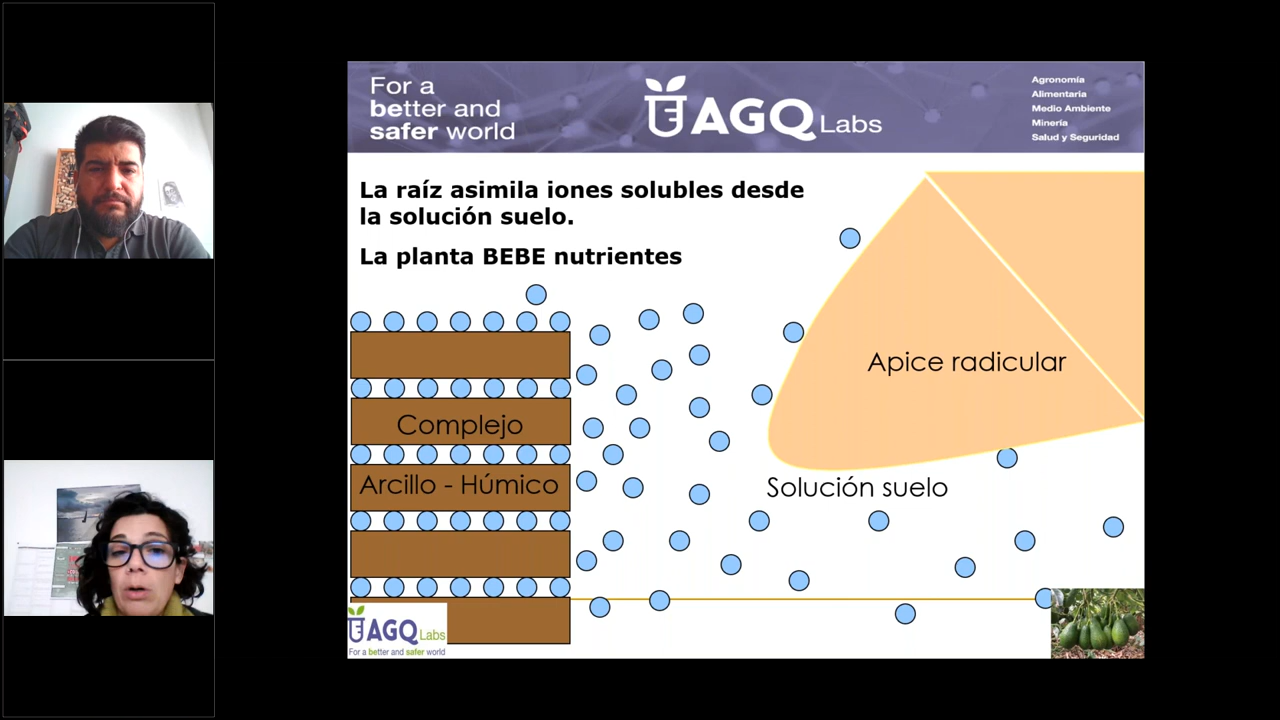 For a
better and
safer world
AGQ Labs
Agronomía
Alimentaria
Medio Ambiente
Minería
Salud y Seguridad
La raíz asimila iones solubles desde
la solución suelo.
La planta BEBE nutrientes
Apice radicular
Complejo
Arcillo - Húmico
Solución suelo
AGQ Labs
For a better and safer world